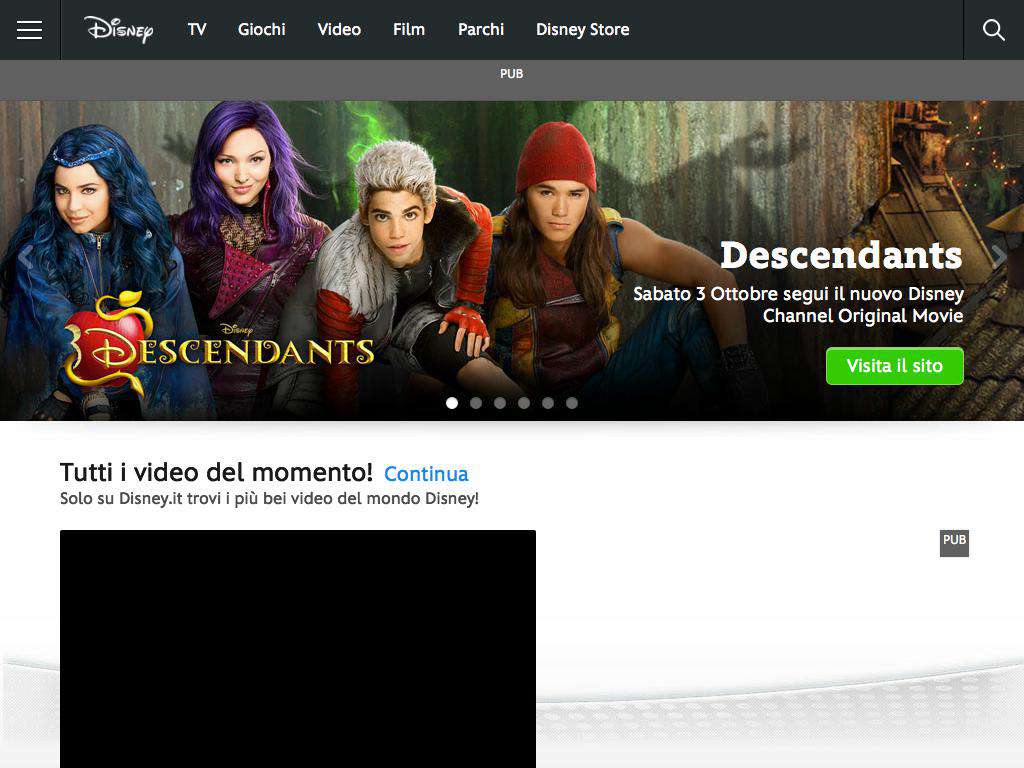 Disney TV Giochi Video Film Parchi Disney Store
PUB
Descendants
Sabato 3 Ottobre segui il nuovo Disney
Channel Original Movie
Disney
DESCENDANTS
Visita il sito
Tutti i video del momento! Continua
Solo su Disney.it trovi i più bei video del mondo Disney!
PUB